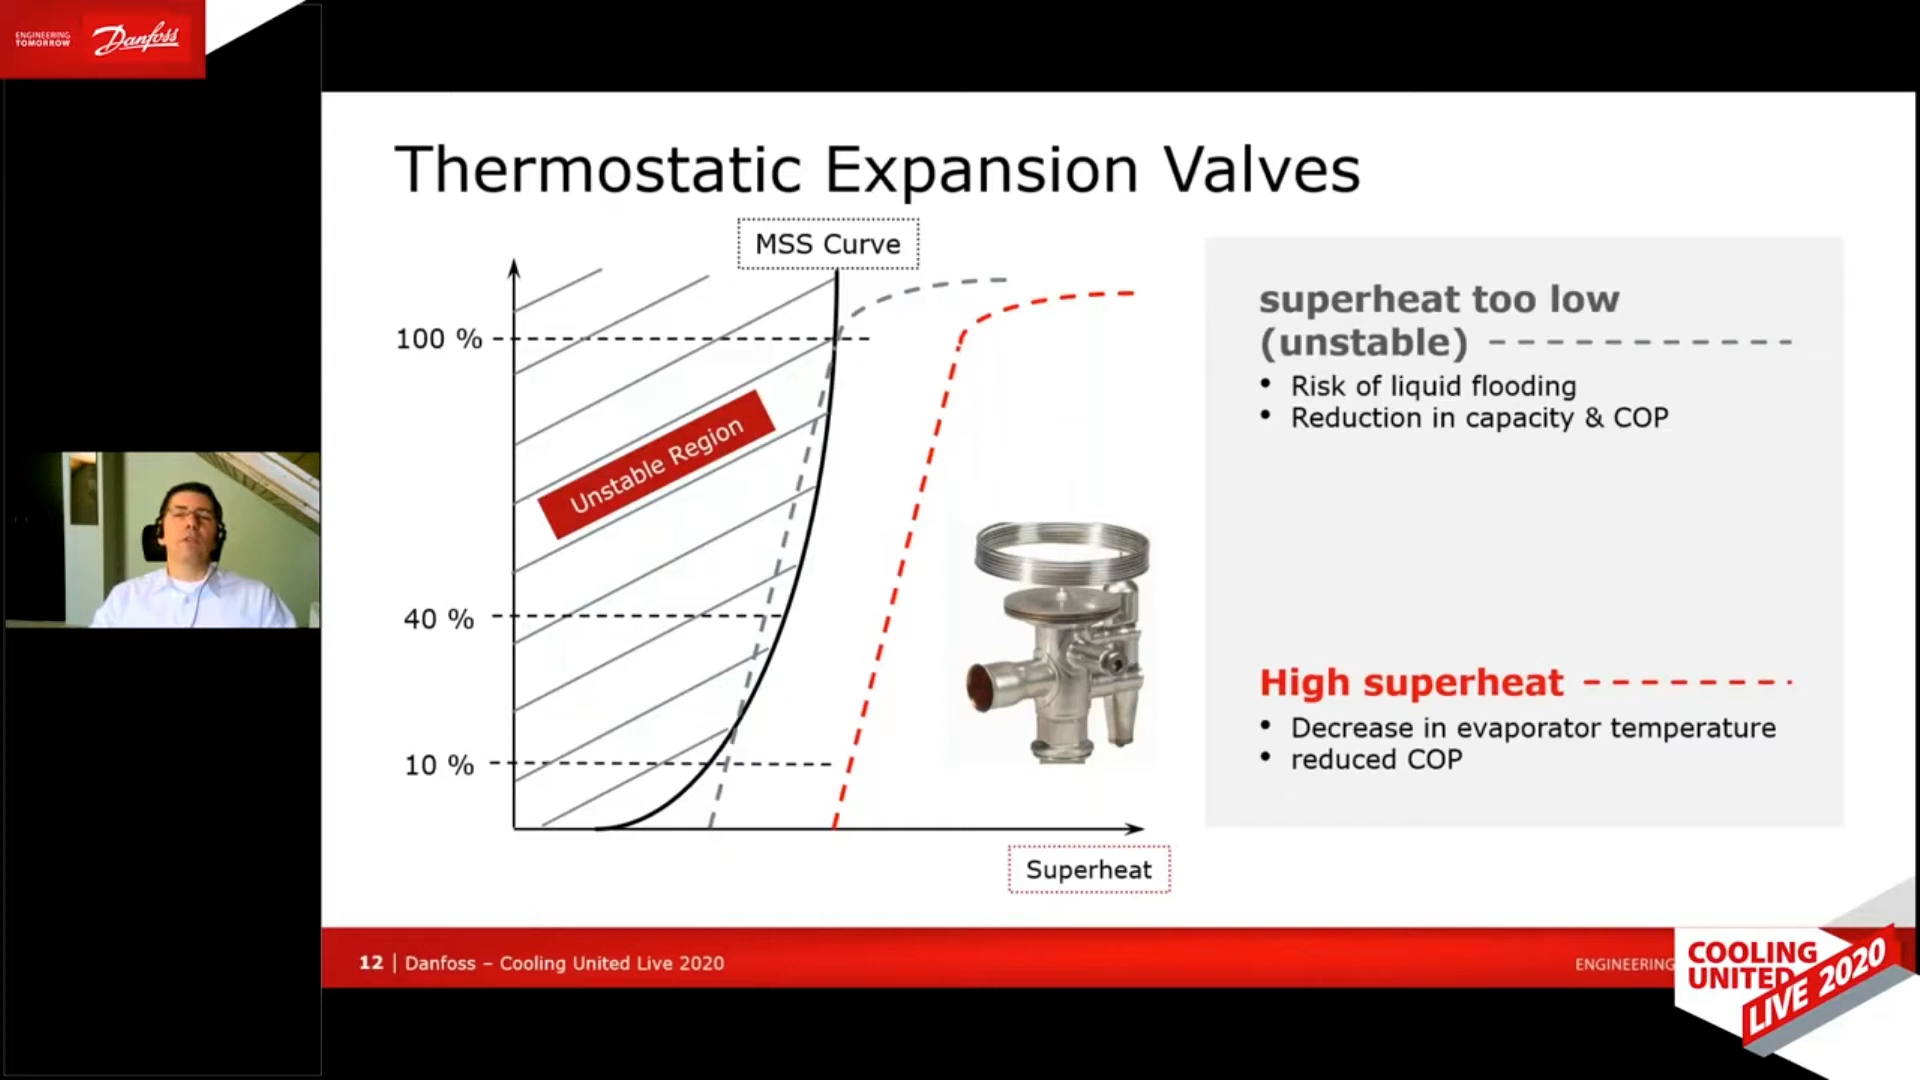 ENGINEERING
TOMORROW
Danfoss
Thermostatic Expansion Valves
MSS Curve
100 %
40 %
10 %
Unstable Region
Superheat
superheat too low
(unstable)
• Risk of liquid flooding
• Reduction in capacity & COP
High superheat
• Decrease in evaporator temperature
• reduced COP
12 | Danfoss – Cooling United Live 2020
ENGINEERING
COOLING
UNITED
LIVE 2020